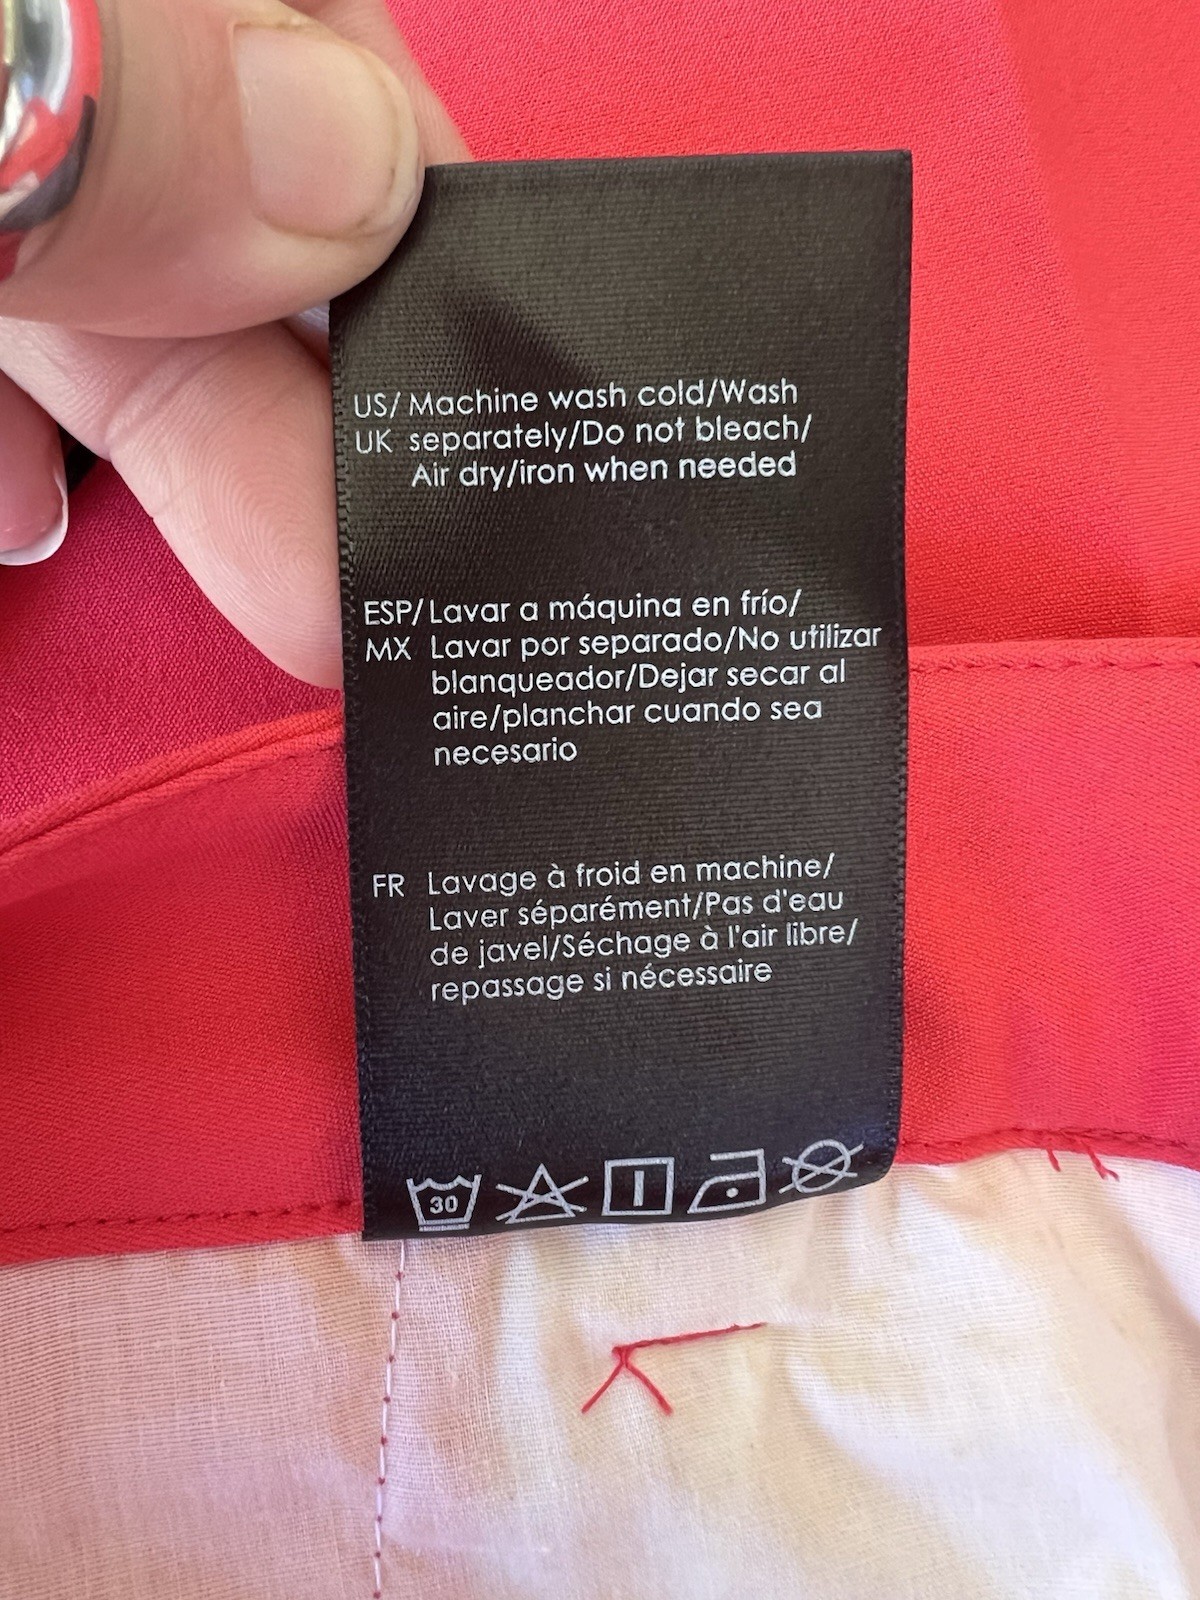 US/ Machine wash cold/Wash
UK separately/Do not bleach/
Air dry/iron when needed
ESP/ Lavar a máquina en frío/
MX Lavar por separado/No utilizar
blanqueador/Dejar secar al
aire/planchar cuando sea
necesario
FR Lavage à froid en machine/
Laver séparément/Pas d'eau
de javel/Séchage à l'air libre/
repassage si nécessaire
30